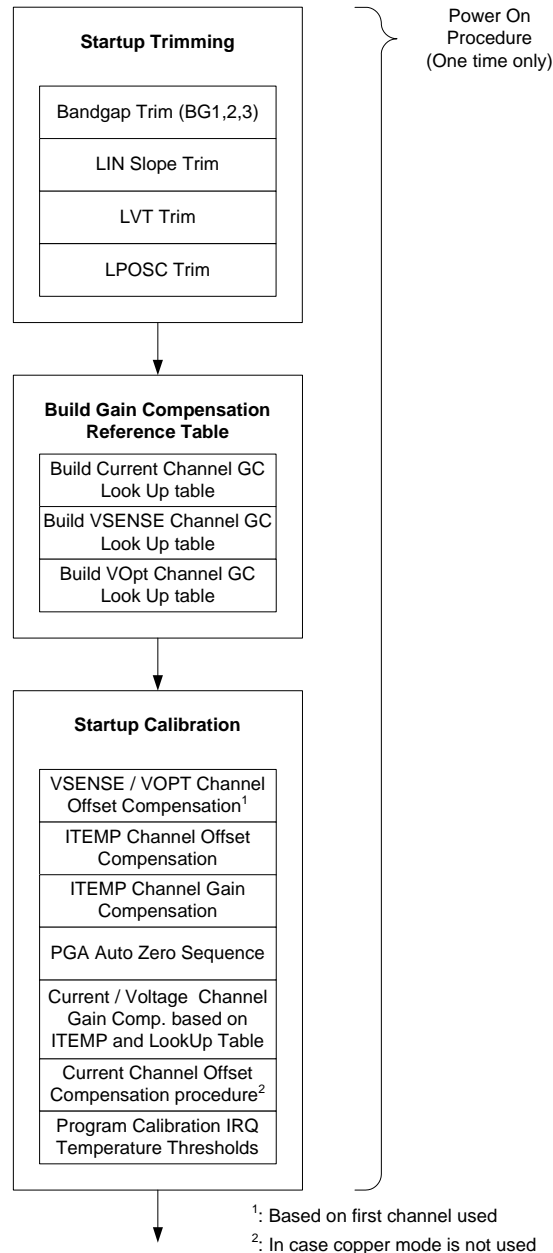 Startup Trimming
Bandgap Trim (BG1,2,3)
LIN Slope Trim
LVT Trim
LPOSC Trim
Power On
Procedure
(One time only)
Build Gain Compensation
Reference Table
Build Current Channel GC
Look Up table
Build VSENSE Channel GC
Look Up table
Build VOpt Channel GC
Look Up table
Startup Calibration
VSENSE / VOPT Channel
Offset Compensation¹
ITEMP Channel Offset
Compensation
ITEMP Channel Gain
Compensation
PGA Auto Zero Sequence
Current / Voltage Channel
Gain Comp. based on
ITEMP and LookUp Table
Current Channel Offset
Compensation procedure²
Program Calibration IRQ
Temperature Thresholds
¹: Based on first channel used
²: In case copper mode is not used